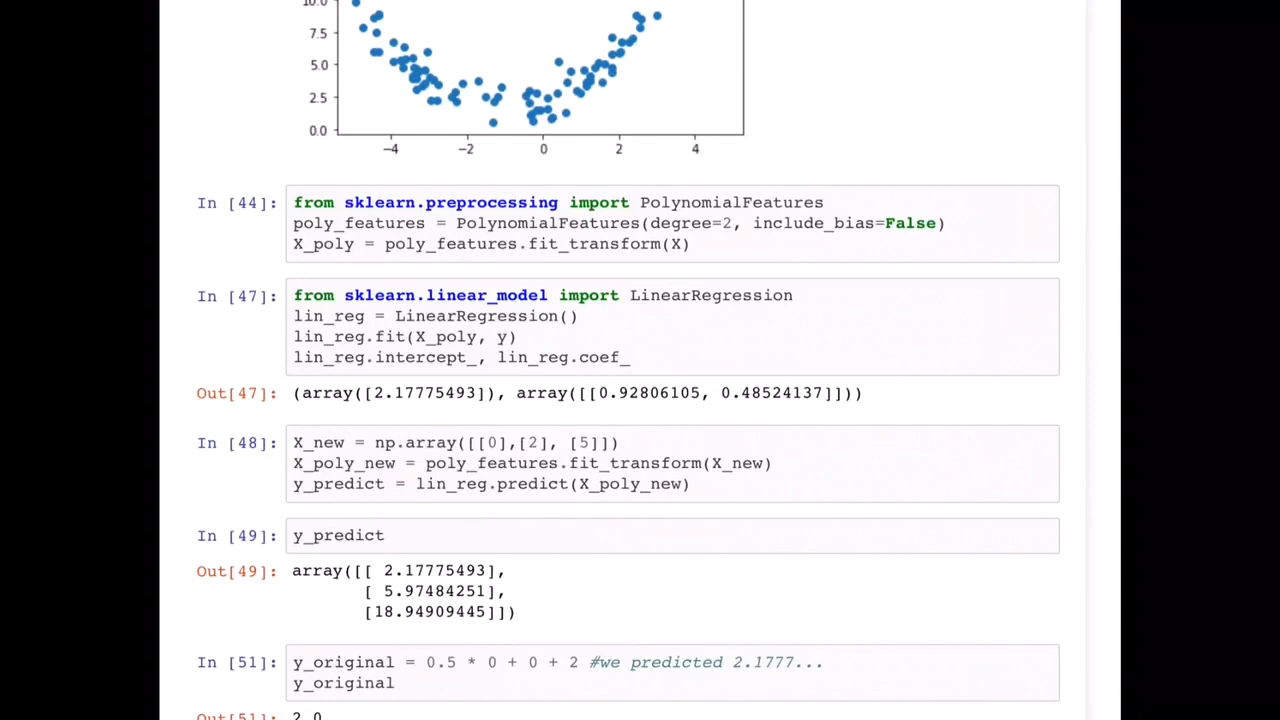 10.0
7.5
5.0
2.5
0.0
−4 −2 0 2 4
In [44]: from sklearn.preprocessing import PolynomialFeatures
poly_features = PolynomialFeatures(degree=2, include_bias=False)
X_poly = poly_features.fit_transform(X)
In [47]: from sklearn.linear_model import LinearRegression
lin_reg = LinearRegression()
lin_reg.fit(X_poly, y)
lin_reg.intercept_, lin_reg.coef_
Out[47]: (array([2.17775493]), array([[0.92806105, 0.48524137]]))
In [48]: X_new = np.array([[0],[2], [5]])
X_poly_new = poly_features.fit_transform(X_new)
y_predict = lin_reg.predict(X_poly_new)
In [49]: y_predict
Out[49]: array([[ 2.17775493],
[ 5.97484251],
[18.94909445]])
In [51]: y_original = 0.5 * 0 + 0 + 2 #we predicted 2.1777...
y_original
Out[51]: 2.0